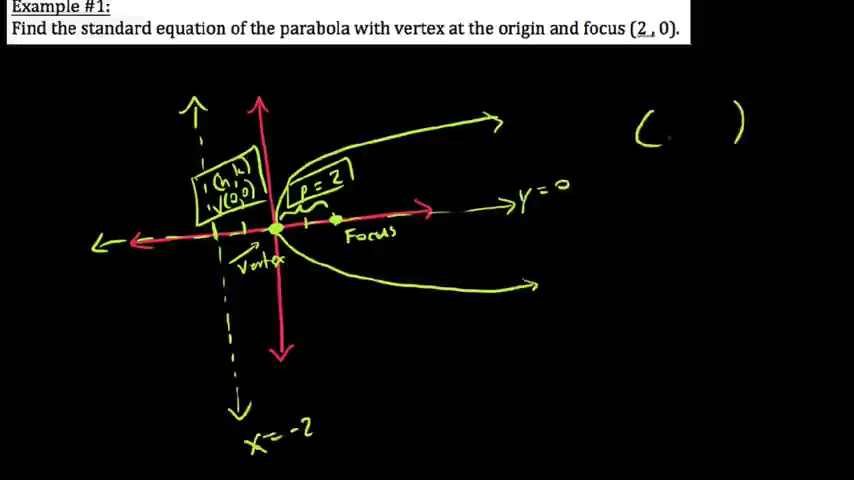 Example #1:
Find the standard equation of the parabola with vertex at the origin and focus (2 , 0).
(h, k)
(0, 0)
p = 2
y = 0
Focus
Vertex
x = -2
(   )